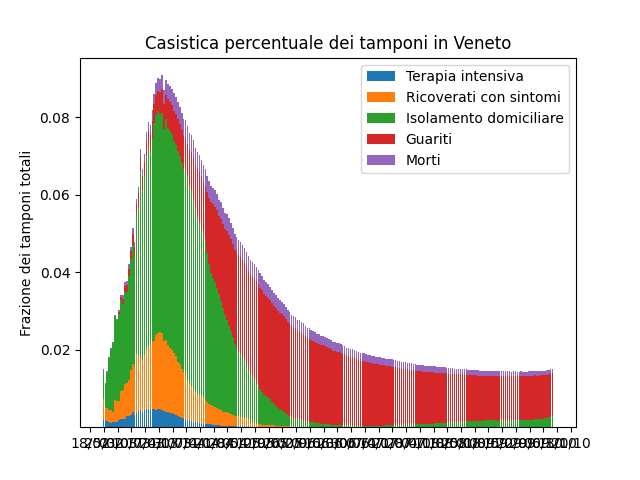 Casistica percentuale dei tamponi in Veneto
Terapia intensiva
Ricoverati con sintomi
Isolamento domiciliare
Guariti
Morti
Frazione dei tamponi totali
0.08
0.06
0.04
0.02